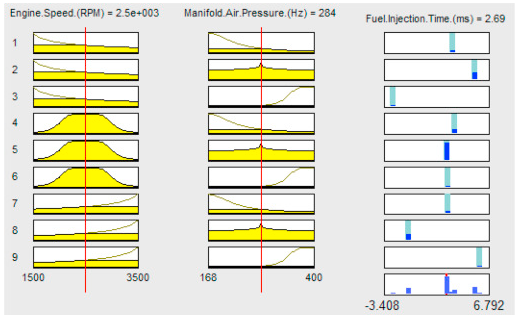 Engine.Speed.(RPM) = 2.5e+003
Manifold.Air.Pressure.(Hz) = 284
Fuel.Injection.Time.(ms) = 2.69
1
2
3
4
5
6
7
8
9
1500 3500 168 400
-3.408 6.792